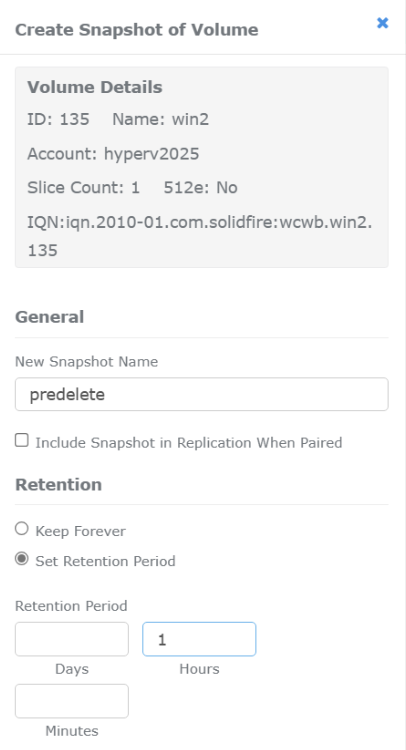 Create Snapshot of Volume
Volume Details
ID: 135 Name: win2
Account: hyperv2025
Slice Count: 1 512e: No
IQN:iqn.2010-01.com.solidfire:wcwb.win2.
135
General
New Snapshot Name
predelete
Include Snapshot in Replication When Paired
Retention
Keep Forever
Set Retention Period
Retention Period
1
Days Hours
Minutes